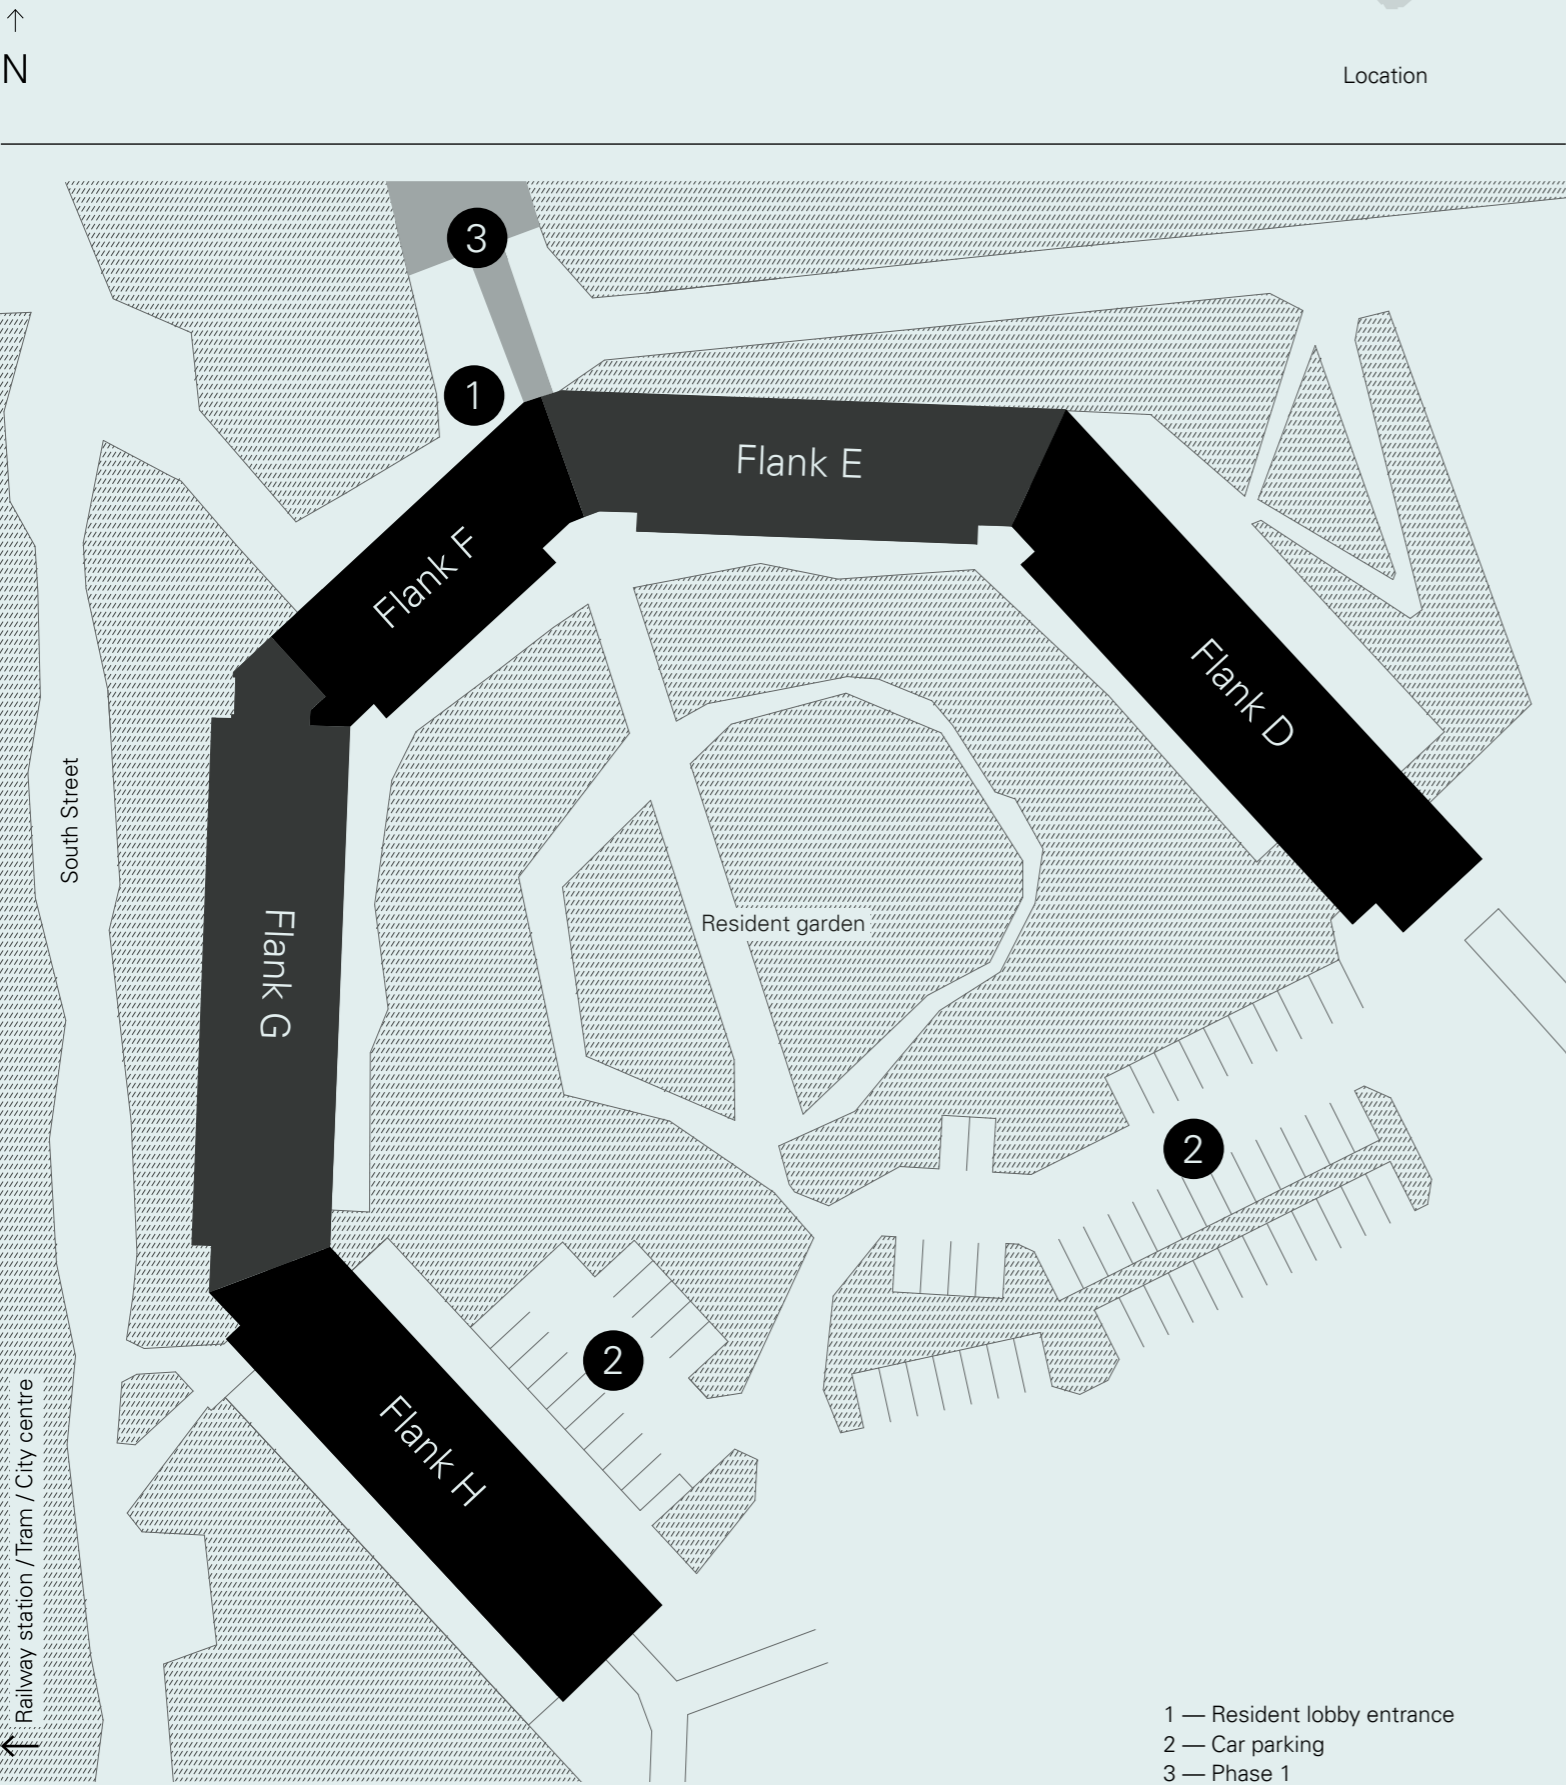 N
Location
3
1
Flank E
Flank F
Flank D
South Street
Flank G
Resident garden
2
2
Flank H
Railway station / Tram / City centre
1 — Resident lobby entrance
2 — Car parking
3 — Phase 1